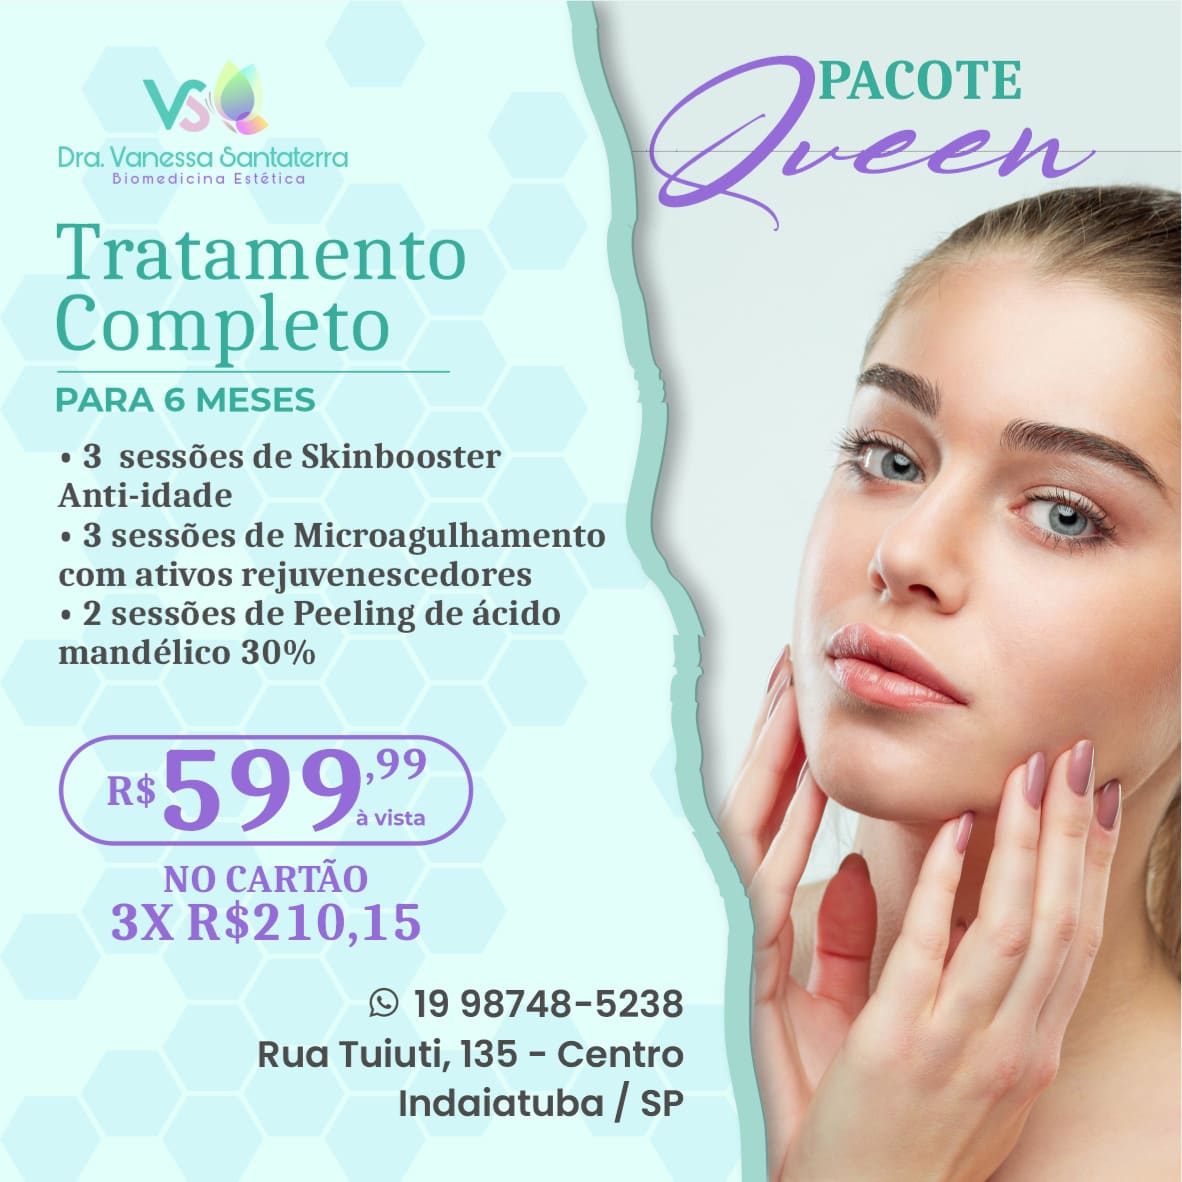 VS
Dra. Vanessa Santaterra
Biomedicina Estética
PACOTE
Queen
Tratamento
Completo
PARA 6 MESES
• 3 sessões de Skinbooster
Anti-idade
• 3 sessões de Microagulhamento
com ativos rejuvenescedores
• 2 sessões de Peeling de ácido
mandélico 30%
R$ 599,99
à vista
NO CARTÃO
3X R$210,15
19 98748-5238
Rua Tuiuti, 135 - Centro
Indaiatuba / SP